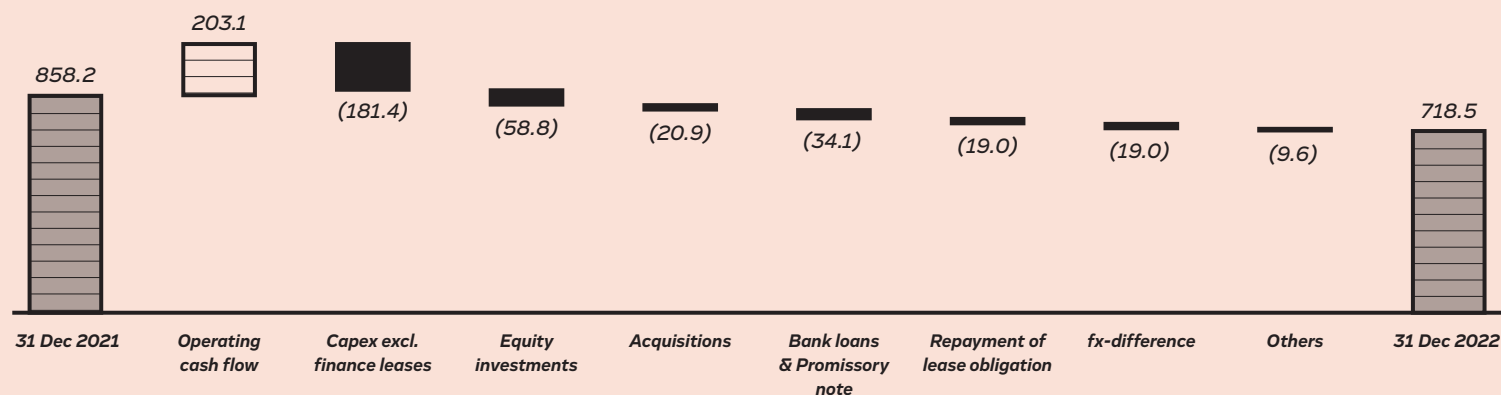 203.1
858.2
(181.4)
(58.8)
(20.9)
(34.1)
(19.0)
(19.0)
(9.6)
718.5
31 Dec 2021
Operating
cash flow
Capex excl.
finance leases
Equity
investments
Acquisitions
Bank loans
& Promissory
note
Repayment of
lease obligation
fx-difference
Others
31 Dec 2022